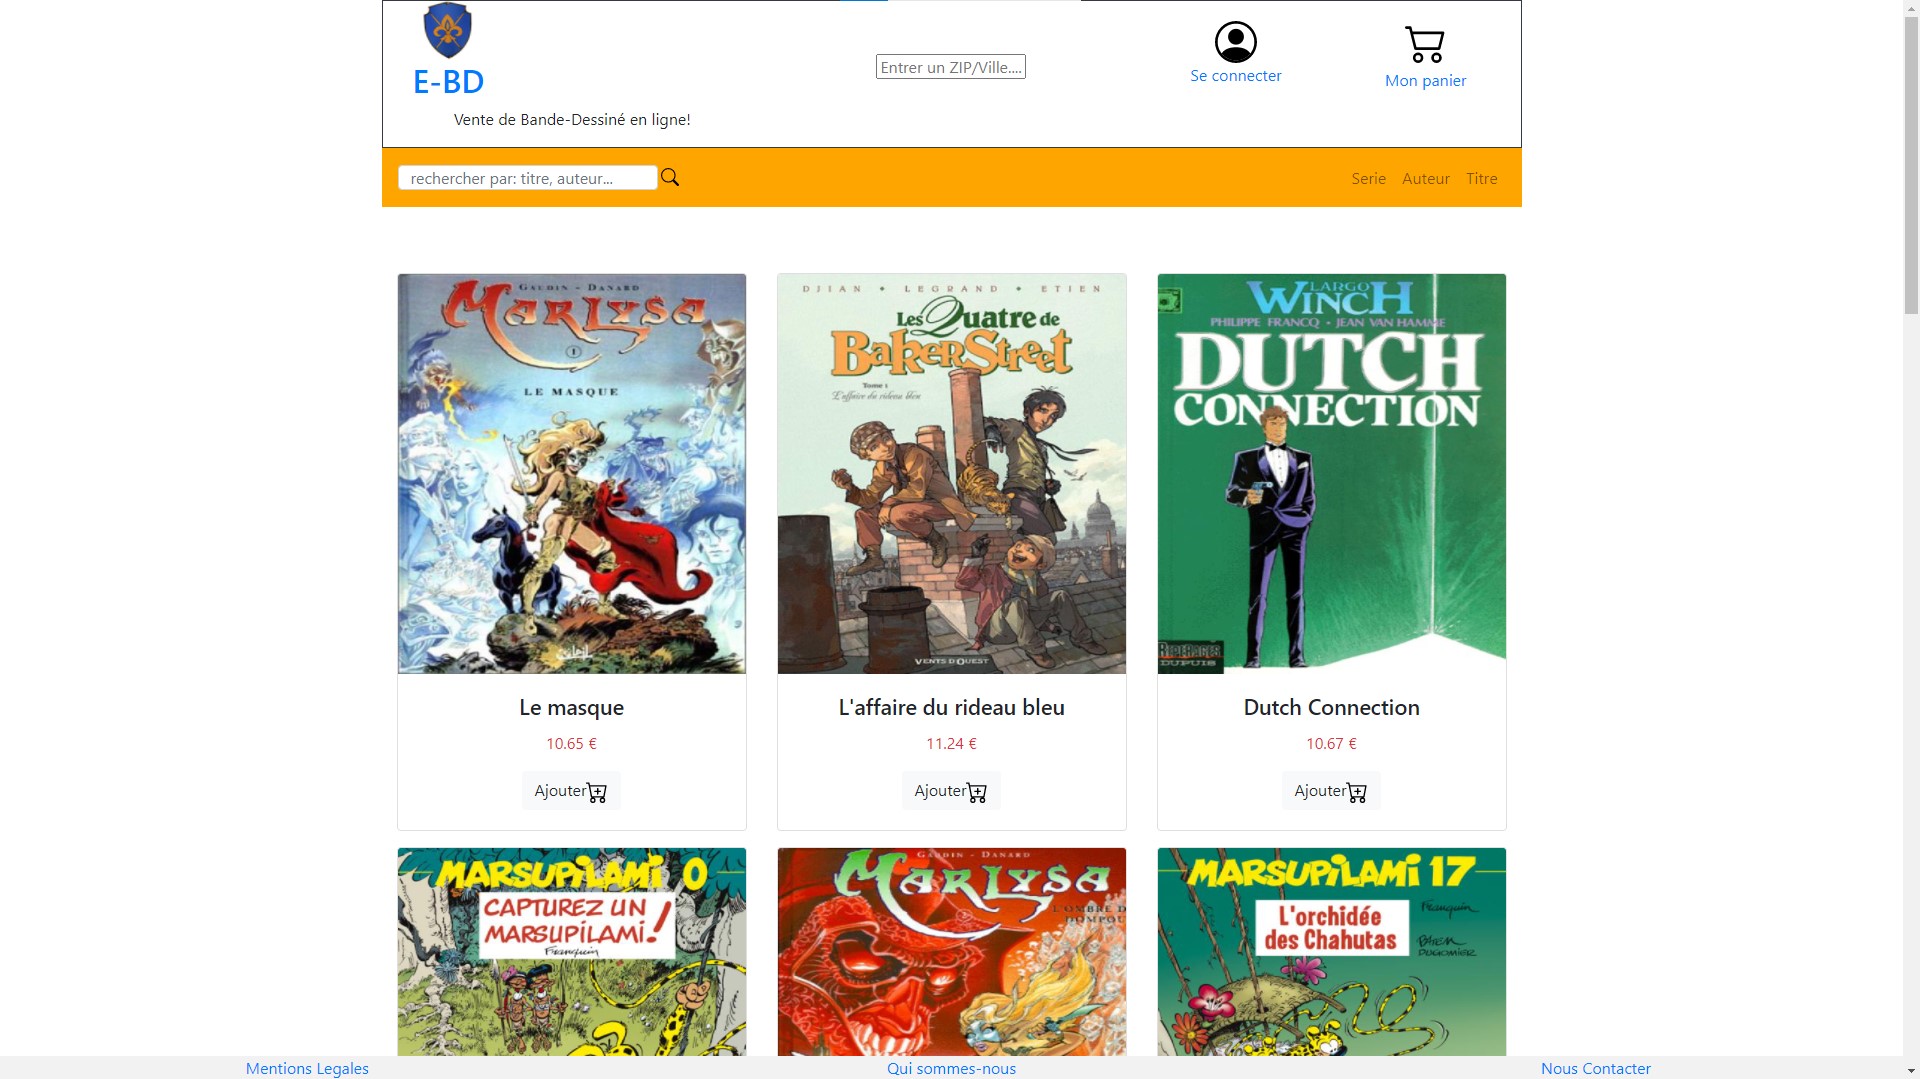 E-BD
Vente de Bande-Dessiné en ligne!
Entrer un ZIP/Ville....
Se connecter
Mon panier
rechercher par: titre, auteur...
Serie
Auteur
Titre
GAUDIN - DANARD
MARLYSA
1
LE MASQUE
SOLEIL
Le masque
10.65 €
Ajouter
DJIAN • LEGRAND • ETIEN
Les Quatre de
BakerStreet
Tome 1
L'affaire du rideau bleu
VENTS D'OUEST
L'affaire du rideau bleu
11.24 €
Ajouter
LARGO
WINCH
PHILIPPE FRANCQ • JEAN VAN HAMME
DUTCH
CONNECTION
REPERAGES
DUPUIS
Dutch Connection
10.67 €
Ajouter
MARSUPILAMI 0
CAPTUREZ UN
MARSUPILAMI!
Franquin
GAUDIN - DANARD
MARLYSA
L'OMBRE D
MARSUPILAMI 17
Franquin
L'orchidée
des Chahutas
BATEM
DUGOMIER
Mentions Legales
Qui sommes-nous
Nous Contacter